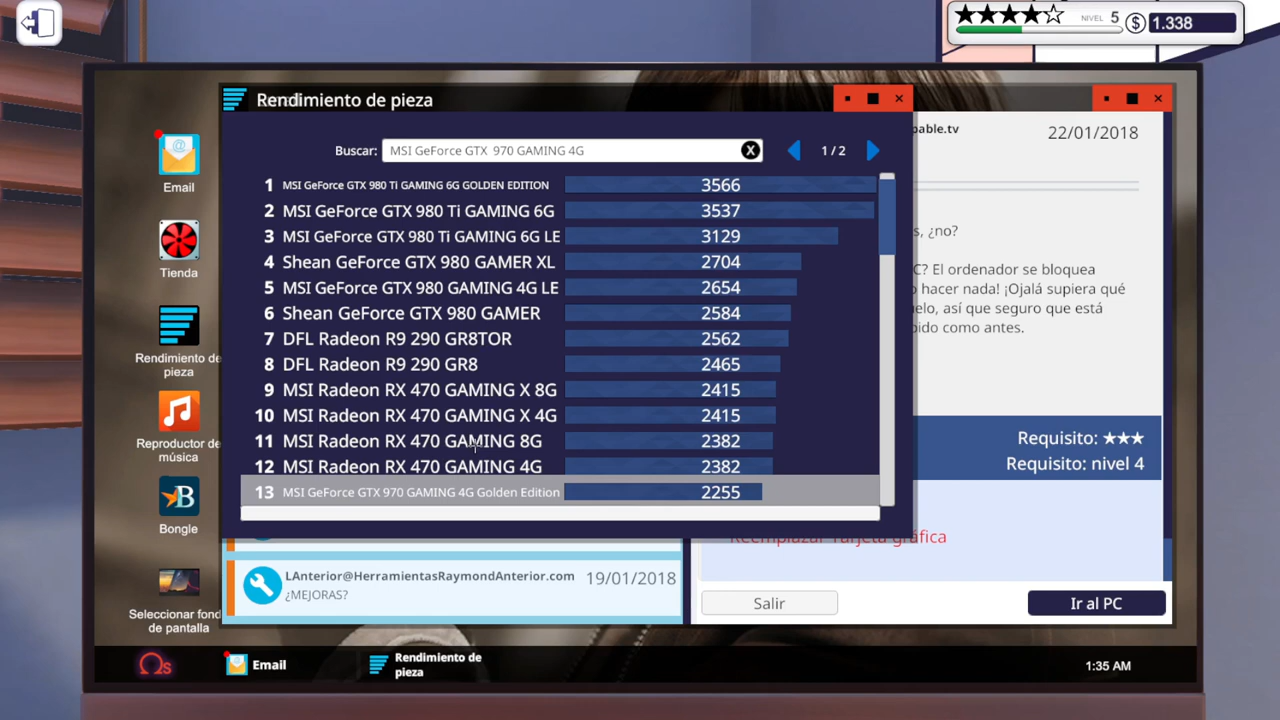 NIVEL 5
$ 1.338
Rendimiento de pieza
Buscar: MSI GeForce GTX  970 GAMING 4G X 1 / 2
1 MSI GeForce GTX 980 Ti GAMING 6G GOLDEN EDITION 3566
2 MSI GeForce GTX 980 Ti GAMING 6G 3537
3 MSI GeForce GTX 980 Ti GAMING 6G LE 3129
4 Shean GeForce GTX 980 GAMER XL 2704
5 MSI GeForce GTX 980 GAMING 4G LE 2654
6 Shean GeForce GTX 980 GAMER 2584
7 DFL Radeon R9 290 GR8TOR 2562
8 DFL Radeon R9 290 GR8 2465
9 MSI Radeon RX 470 GAMING X 8G 2415
10 MSI Radeon RX 470 GAMING X 4G 2415
11 MSI Radeon RX 470 GAMING 8G 2382
12 MSI Radeon RX 470 GAMING 4G 2382
13 MSI GeForce GTX 970 GAMING 4G Golden Edition 2255
Email
Tienda
Rendimiento de
pieza
Reproductor de
música
Bongle
Seleccionar fond
de pantalla
pable.tv 22/01/2018
s, ¿no?
C? El ordenador se bloquea
o hacer nada! ¡Ojalá supiera qué
uelo, así que seguro que está
bido como antes.
Requisito: ★★★
Requisito: nivel 4
Reemplazar Tarjeta gráfica
LAnterior@HerramientasRaymondAnterior.com 19/01/2018
¿MEJORAS?
Salir
Ir al PC
Ωs
Email
Rendimiento de
pieza
1:35 AM